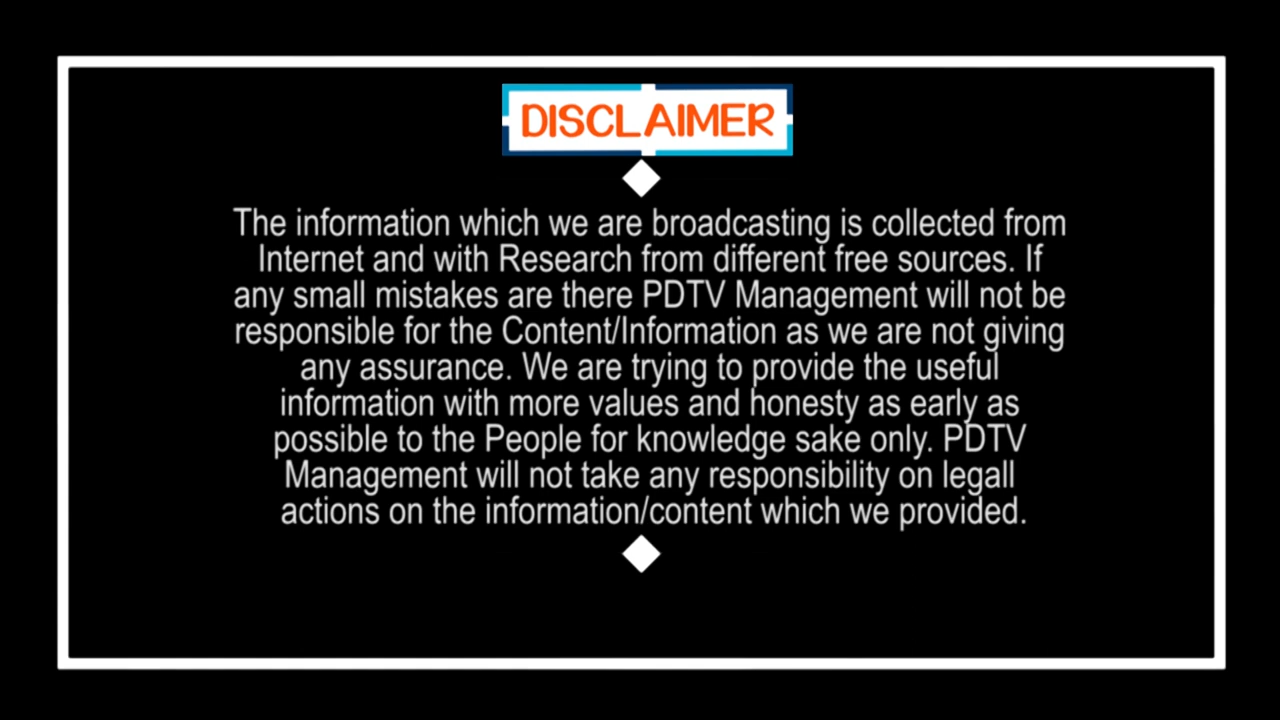 DISCLAIMER
The information which we are broadcasting is collected from
Internet and with Research from different free sources. If
any small mistakes are there PDTV Management will not be
responsible for the Content/Information as we are not giving
any assurance. We are trying to provide the useful
information with more values and honesty as early as
possible to the People for knowledge sake only. PDTV
Management will not take any responsibility on legall
actions on the information/content which we provided.